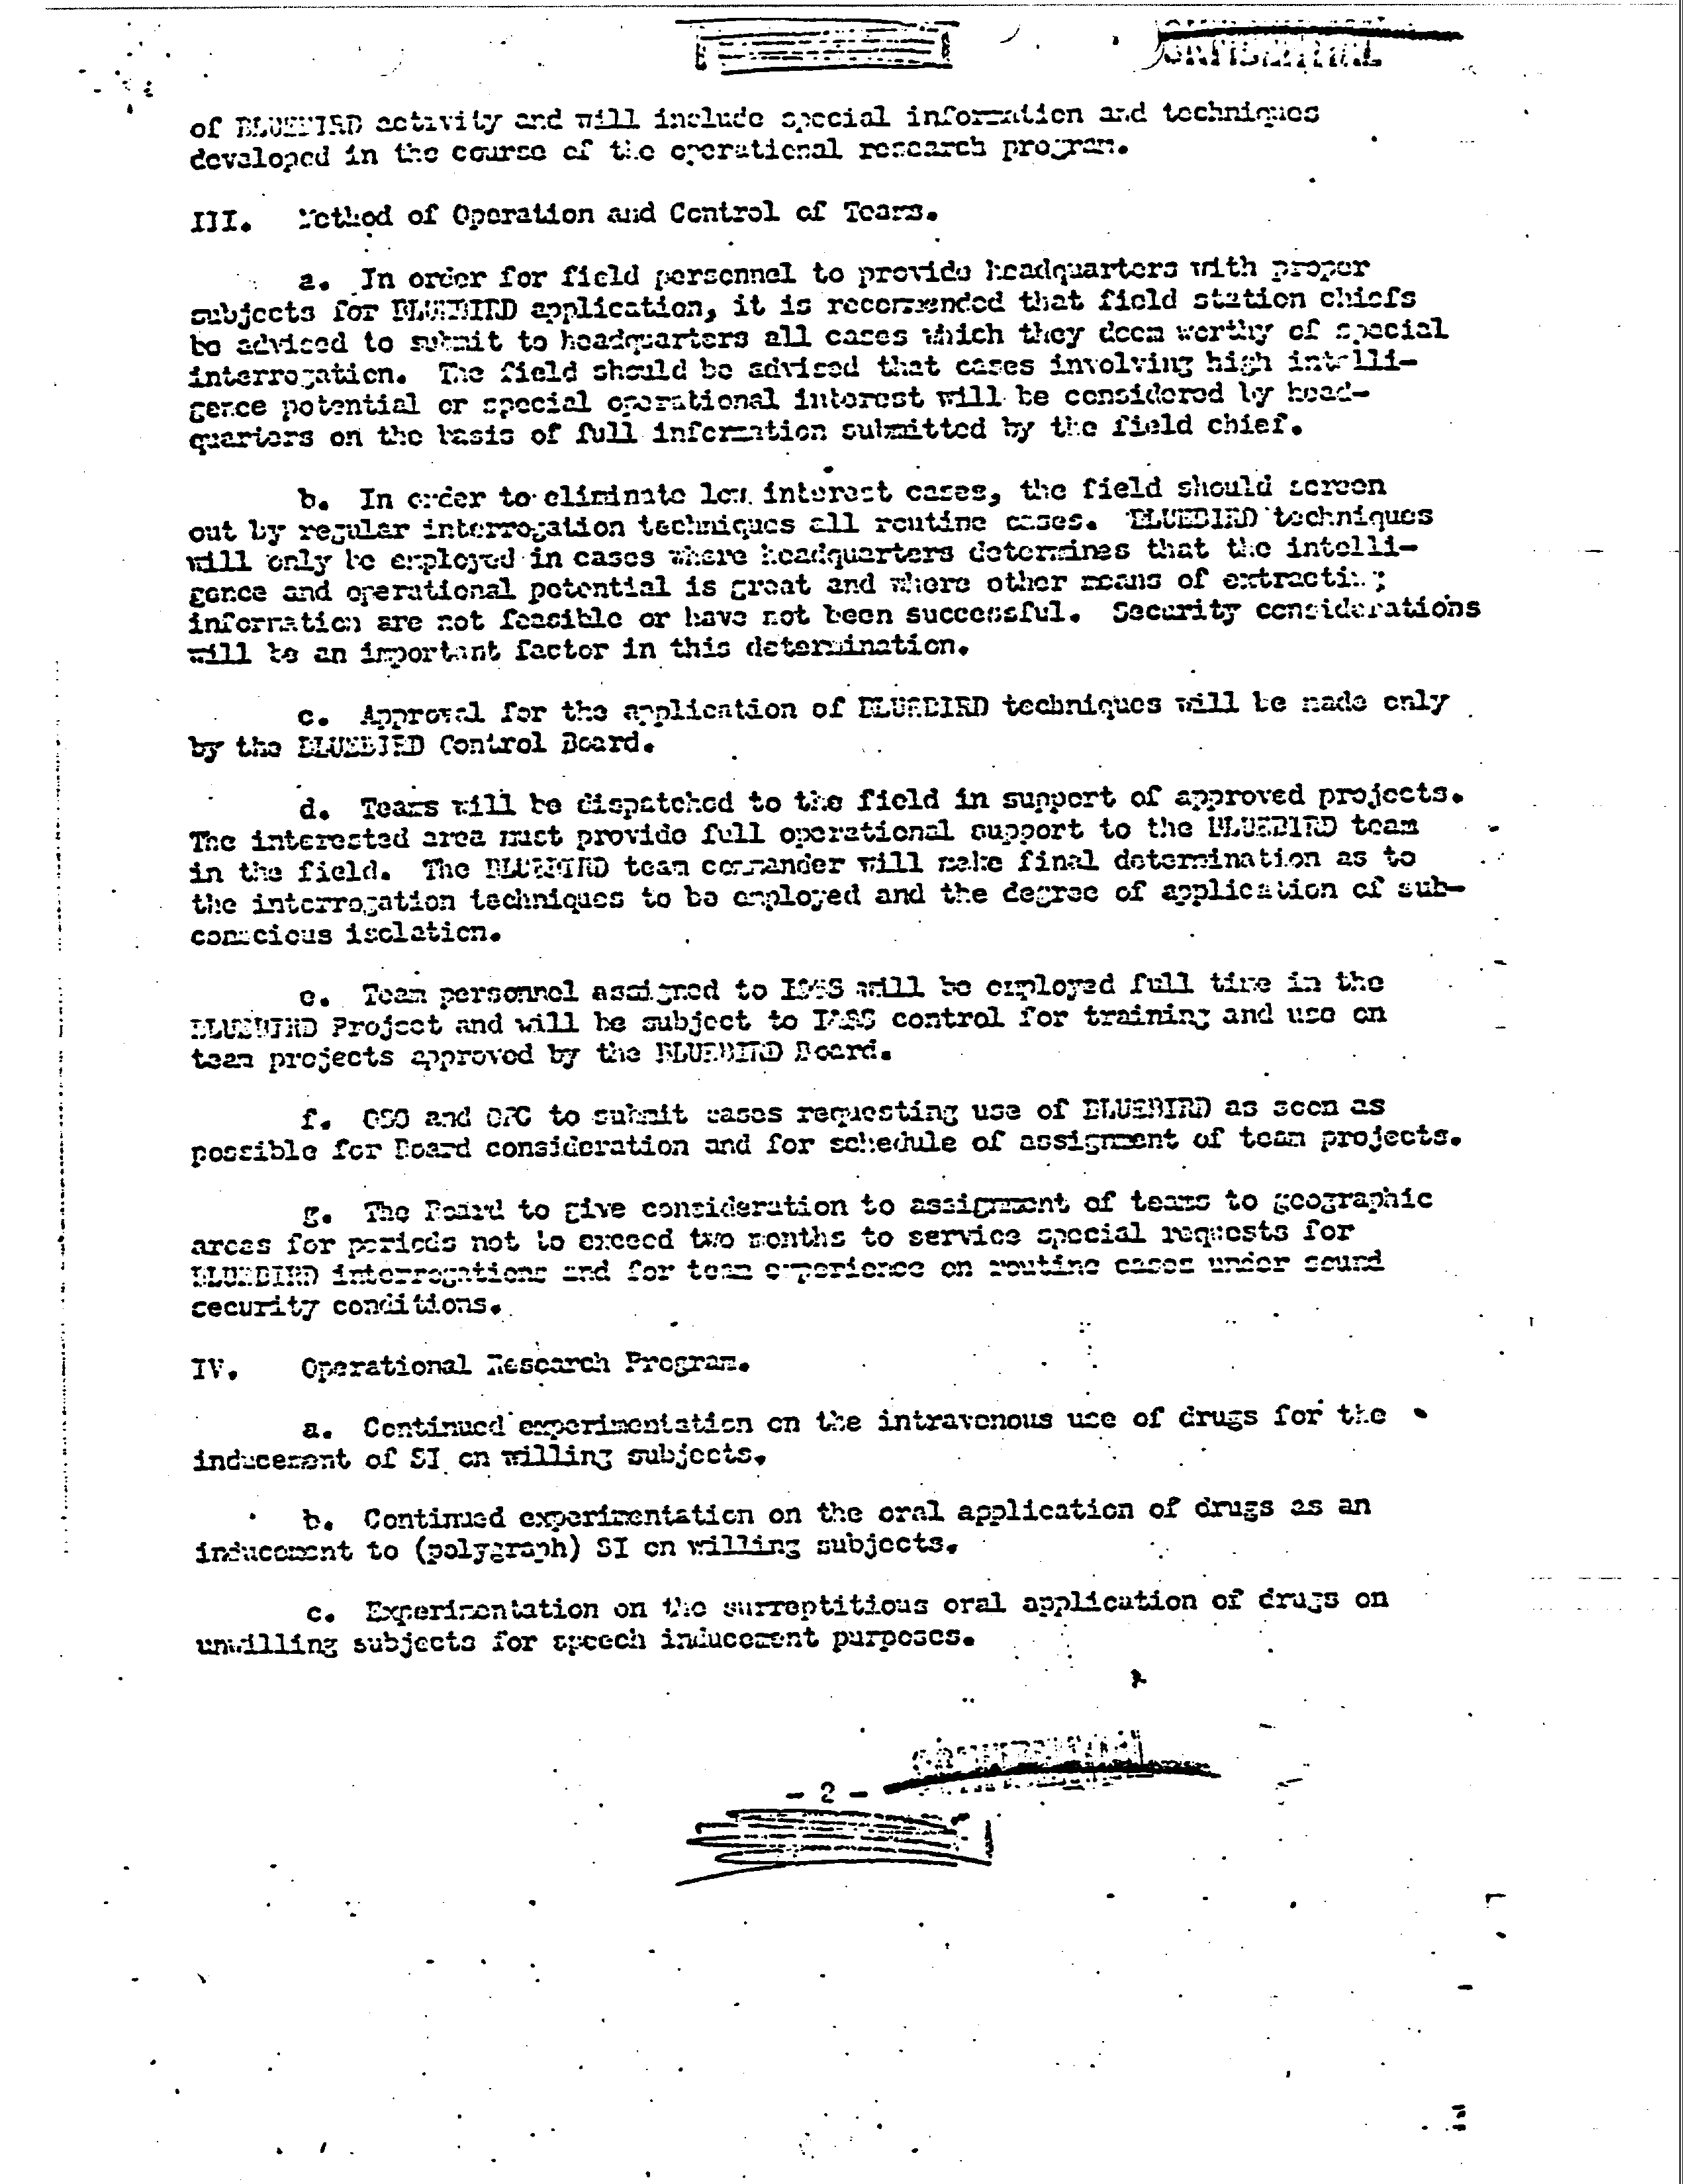 CONFIDENTIAL
of BLUEBIRD activity and will include special information and techniques
developed in the course of the operational research program.
III. Method of Operation and Control of Teams.
a. In order for field personnel to provide headquarters with proper
subjects for BLUEBIRD application, it is recommended that field station chiefs
be advised to submit to headquarters all cases which they deem worthy of special
interrogation. The field should be advised that cases involving high intelli-
gence potential or special operational interest will be considered by head-
quarters on the basis of full information submitted by the field chief.
b. In order to eliminate low interest cases, the field should screen
out by regular interrogation techniques all routine cases. BLUEBIRD techniques
will only be employed in cases where headquarters determines that the intelli-
gence and operational potential is great and where other means of extracting
information are not feasible or have not been successful. Security considerations
will be an important factor in this determination.
c. Approval for the application of BLUEBIRD techniques will be made only
by the BLUEBIRD Control Board.
d. Teams will be dispatched to the field in support of approved projects.
The interested area must provide full operational support to the BLUEBIRD team
in the field. The BLUEBIRD team commander will make final determination as to
the interrogation techniques to be employed and the degree of application of sub-
conscious isolation.
e. Team personnel assigned to I&SS will be employed full time in the
BLUEBIRD Project and will be subject to I&SS control for training and use on
team projects approved by the BLUEBIRD Board.
f. OSO and OPC to submit cases requesting use of BLUEBIRD as soon as
possible for Board consideration and for schedule of assignment of team projects.
g. The Board to give consideration to assignment of teams to geographic
areas for periods not to exceed two months to service special requests for
BLUEBIRD interrogations and for team experience on routine cases under sound
security conditions.
IV. Operational Research Program.
a. Continued experimentation on the intravenous use of drugs for the
inducement of SI on willing subjects.
b. Continued experimentation on the oral application of drugs as an
inducement to (polygraph) SI on willing subjects.
c. Experimentation on the surreptitious oral application of drugs on
unwilling subjects for speech inducement purposes.
CONFIDENTIAL
- 2 -